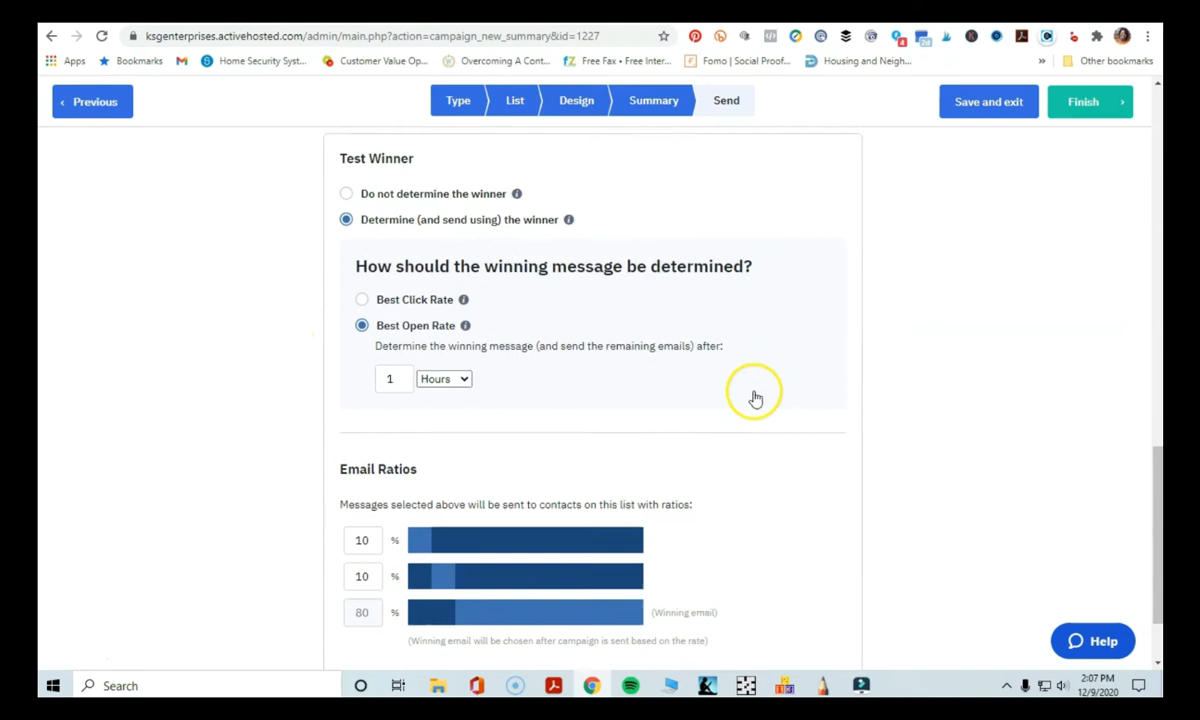 ksgenterprises.activehosted.com/admin/main.php?action=campaign_new_summary&id=1227
Apps Bookmarks Home Security Syst... Customer Value Op... Overcoming A Cont... Free Fax • Free Inter... Fomo | Social Proof... Housing and Neigh... » Other bookmarks
‹ Previous Type List Design Summary Send Save and exit Finish ›
Test Winner
Do not determine the winner
Determine (and send using) the winner
How should the winning message be determined?
Best Click Rate
Best Open Rate
Determine the winning message (and send the remaining emails) after:
1 Hours
Email Ratios
Messages selected above will be sent to contacts on this list with ratios:
10 %
10 %
80 % (Winning email)
(Winning email will be chosen after campaign is sent based on the rate)
Help
Search
2:07 PM
12/9/2020